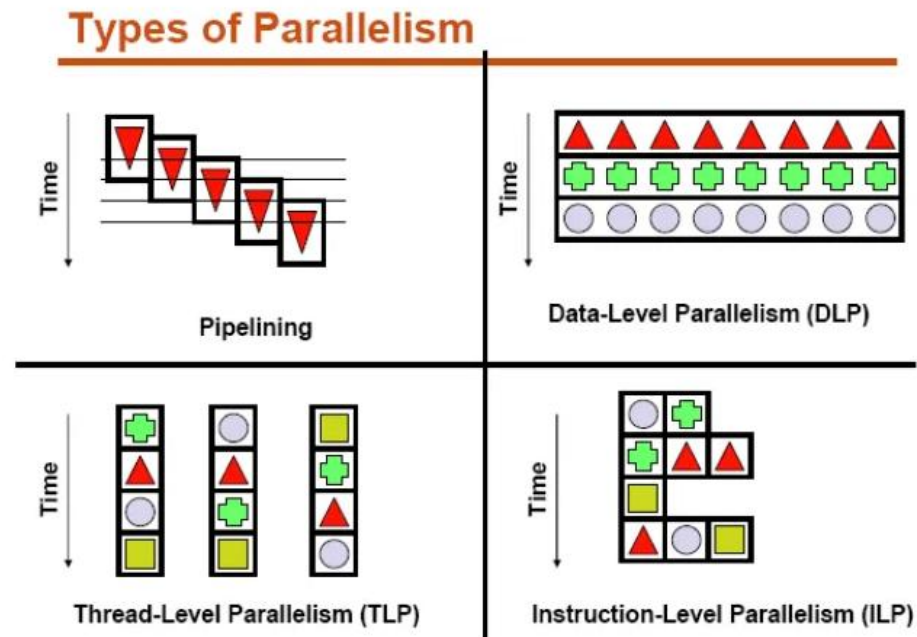 Types of Parallelism
Time
Pipelining
Time
Data-Level Parallelism (DLP)
Time
Thread-Level Parallelism (TLP)
Time
Instruction-Level Parallelism (ILP)